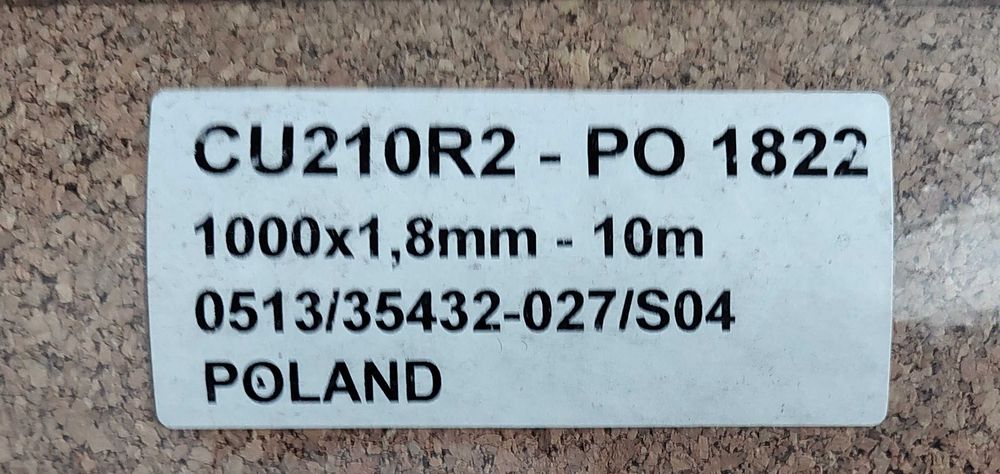 CU210R2 - PO 1822
1000x1,8mm - 10m
0513/35432-027/S04
POLAND